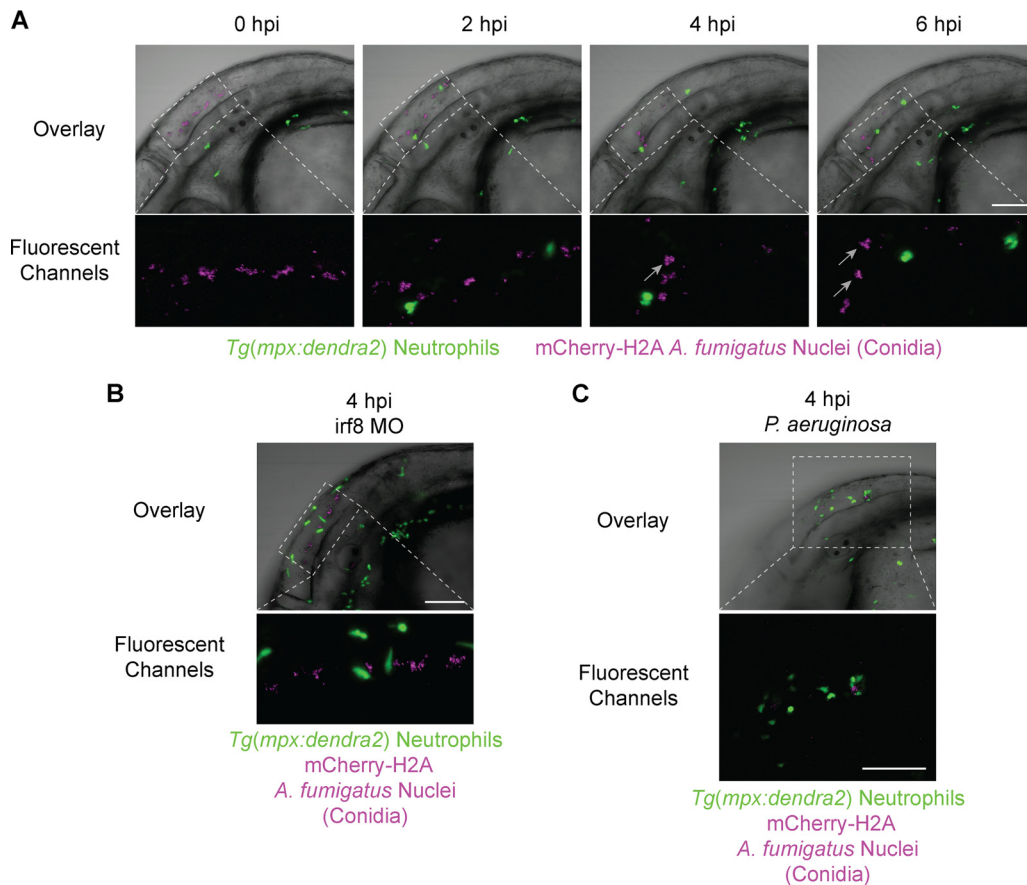 A
0 hpi
2 hpi
4 hpi
6 hpi
Overlay
Fluorescent
Channels
Tg(mpx:dendra2) Neutrophils
mCherry-H2A A. fumigatus Nuclei (Conidia)
B
4 hpi
irf8 MO
Overlay
Fluorescent
Channels
Tg(mpx:dendra2) Neutrophils
mCherry-H2A
A. fumigatus Nuclei
(Conidia)
C
4 hpi
P. aeruginosa
Overlay
Fluorescent
Channels
Tg(mpx:dendra2) Neutrophils
mCherry-H2A
A. fumigatus Nuclei
(Conidia)